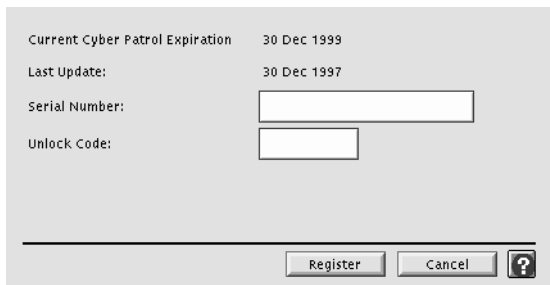 Current Cyber Patrol Expiration 30 Dec 1999
Last Update: 30 Dec 1997
Serial Number:
Unlock Code:
Register Cancel ?